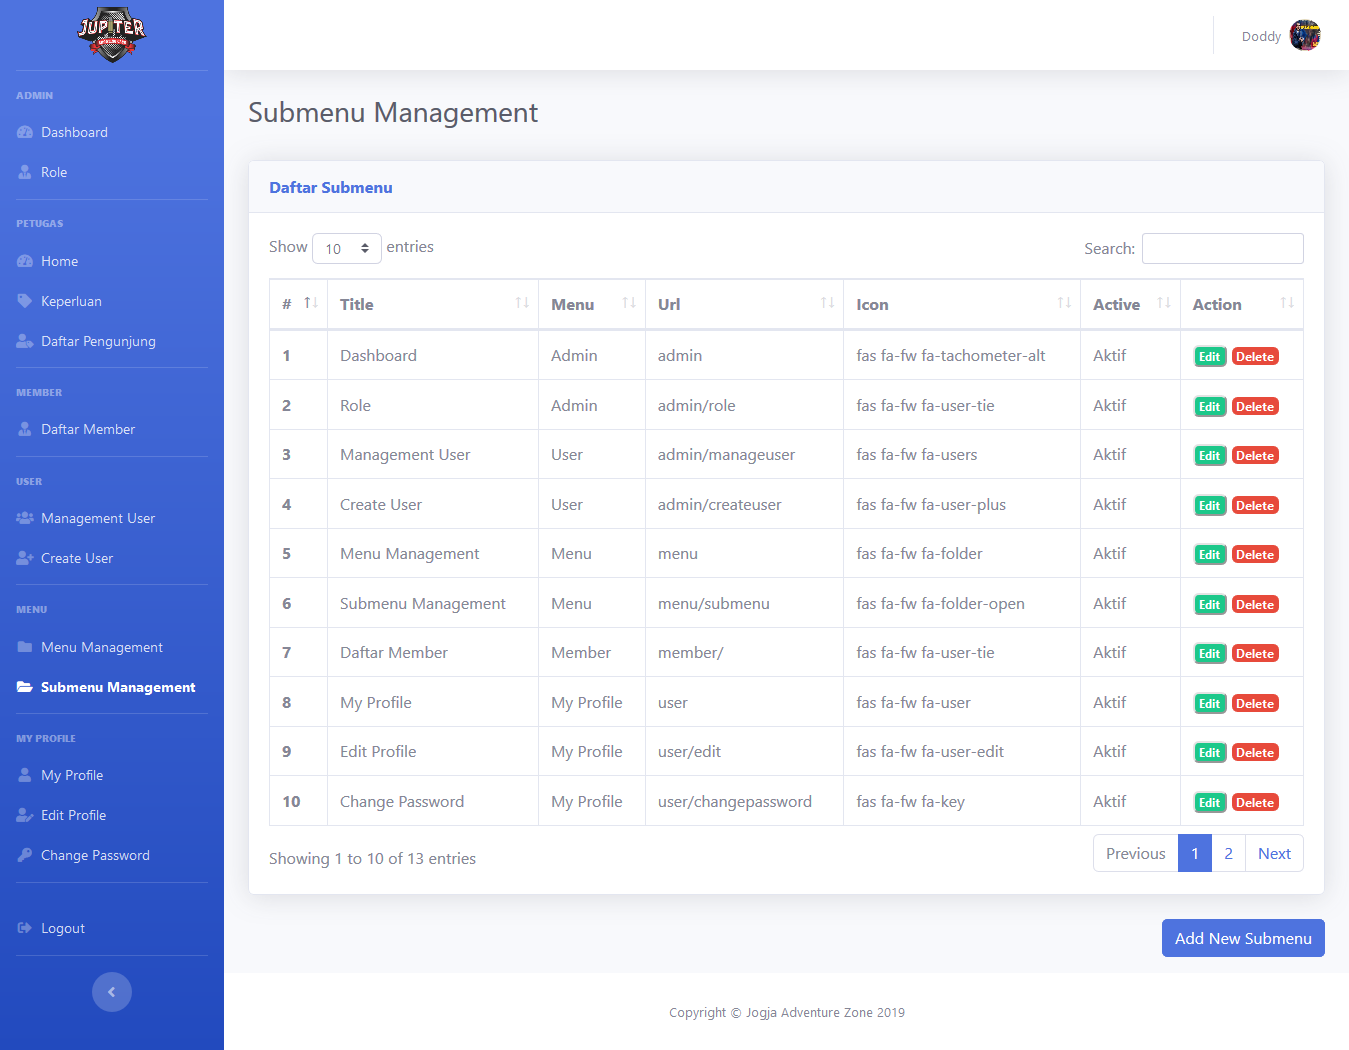 JUPITER
Doddy
ADMIN
Dashboard
Role
PETUGAS
Home
Keperluan
Daftar Pengunjung
MEMBER
Daftar Member
USER
Management User
Create User
MENU
Menu Management
Submenu Management
MY PROFILE
My Profile
Edit Profile
Change Password
Logout
Submenu Management
Daftar Submenu
Show 10 entries Search:
# Title Menu Url Icon Active Action
1 Dashboard Admin admin fas fa-fw fa-tachometer-alt Aktif Edit Delete
2 Role Admin admin/role fas fa-fw fa-user-tie Aktif Edit Delete
3 Management User User admin/manageuser fas fa-fw fa-users Aktif Edit Delete
4 Create User User admin/createuser fas fa-fw fa-user-plus Aktif Edit Delete
5 Menu Management Menu menu fas fa-fw fa-folder Aktif Edit Delete
6 Submenu Management Menu menu/submenu fas fa-fw fa-folder-open Aktif Edit Delete
7 Daftar Member Member member/ fas fa-fw fa-user-tie Aktif Edit Delete
8 My Profile My Profile user fas fa-fw fa-user Aktif Edit Delete
9 Edit Profile My Profile user/edit fas fa-fw fa-user-edit Aktif Edit Delete
10 Change Password My Profile user/changepassword fas fa-fw fa-key Aktif Edit Delete
Showing 1 to 10 of 13 entries Previous 1 2 Next
Add New Submenu
Copyright © Jogja Adventure Zone 2019